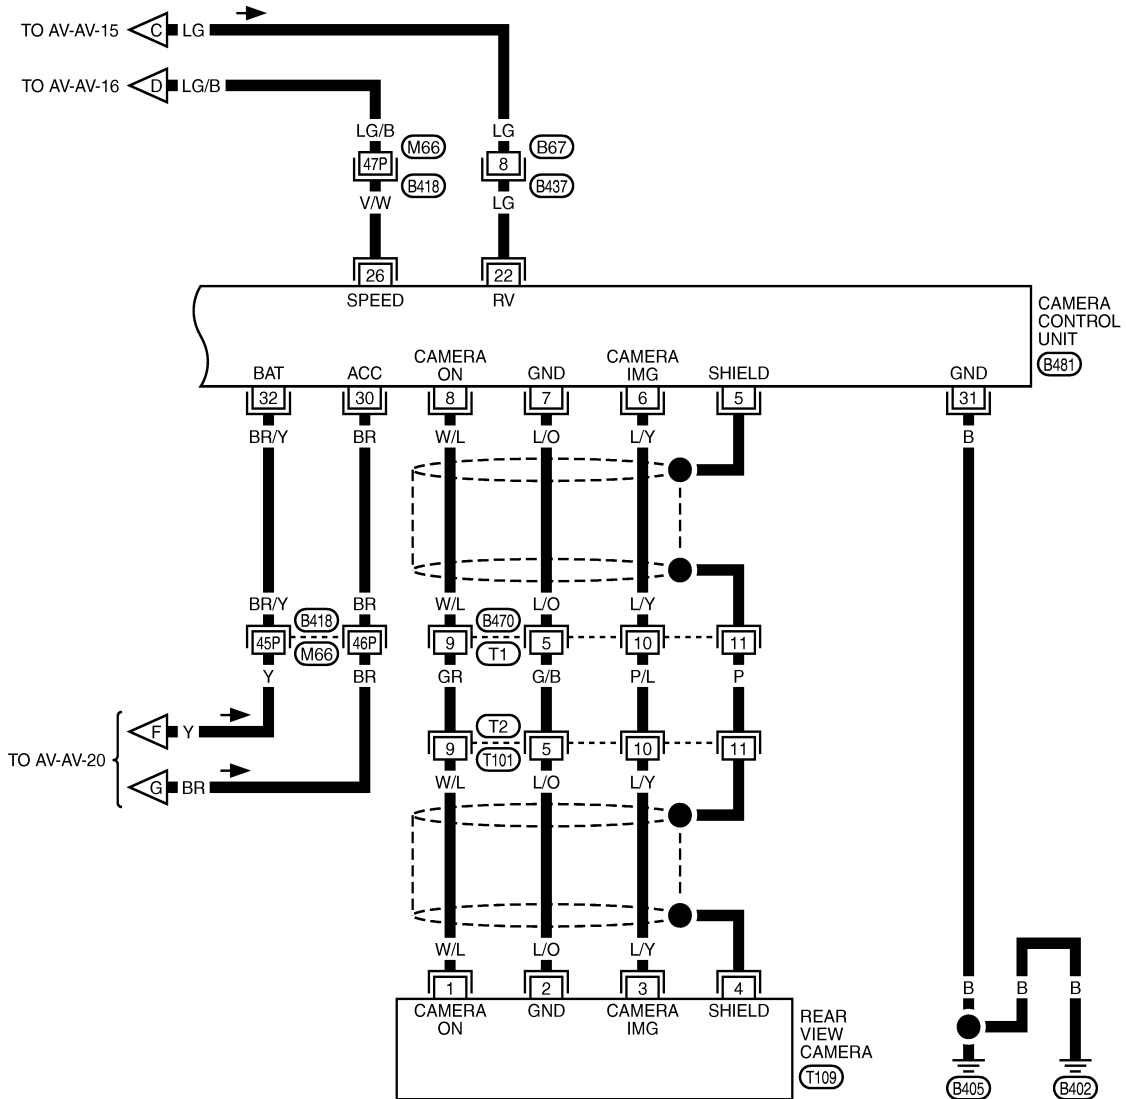 TO AV-AV-15 C LG
TO AV-AV-16 D LG/B
LG/B LG
M66 B67
47P 8
B418 B437
V/W LG
26 22
SPEED RV
CAMERA
CONTROL
UNIT
B481
BAT ACC CAMERA ON GND CAMERA IMG SHIELD GND
32 30 8 7 6 5 31
BR/Y BR W/L L/O L/Y B
BR/Y BR W/L L/O L/Y
B418 B470
45P 46P 9 5 10 11
M66 T1
Y BR GR G/B P/L P
F Y
T2
9 5 10 11
T101
TO AV-AV-20
G BR
W/L L/O L/Y
W/L L/O L/Y
1 2 3 4
CAMERA ON GND CAMERA IMG SHIELD
REAR
VIEW
CAMERA
T109
B B B
B405 B402